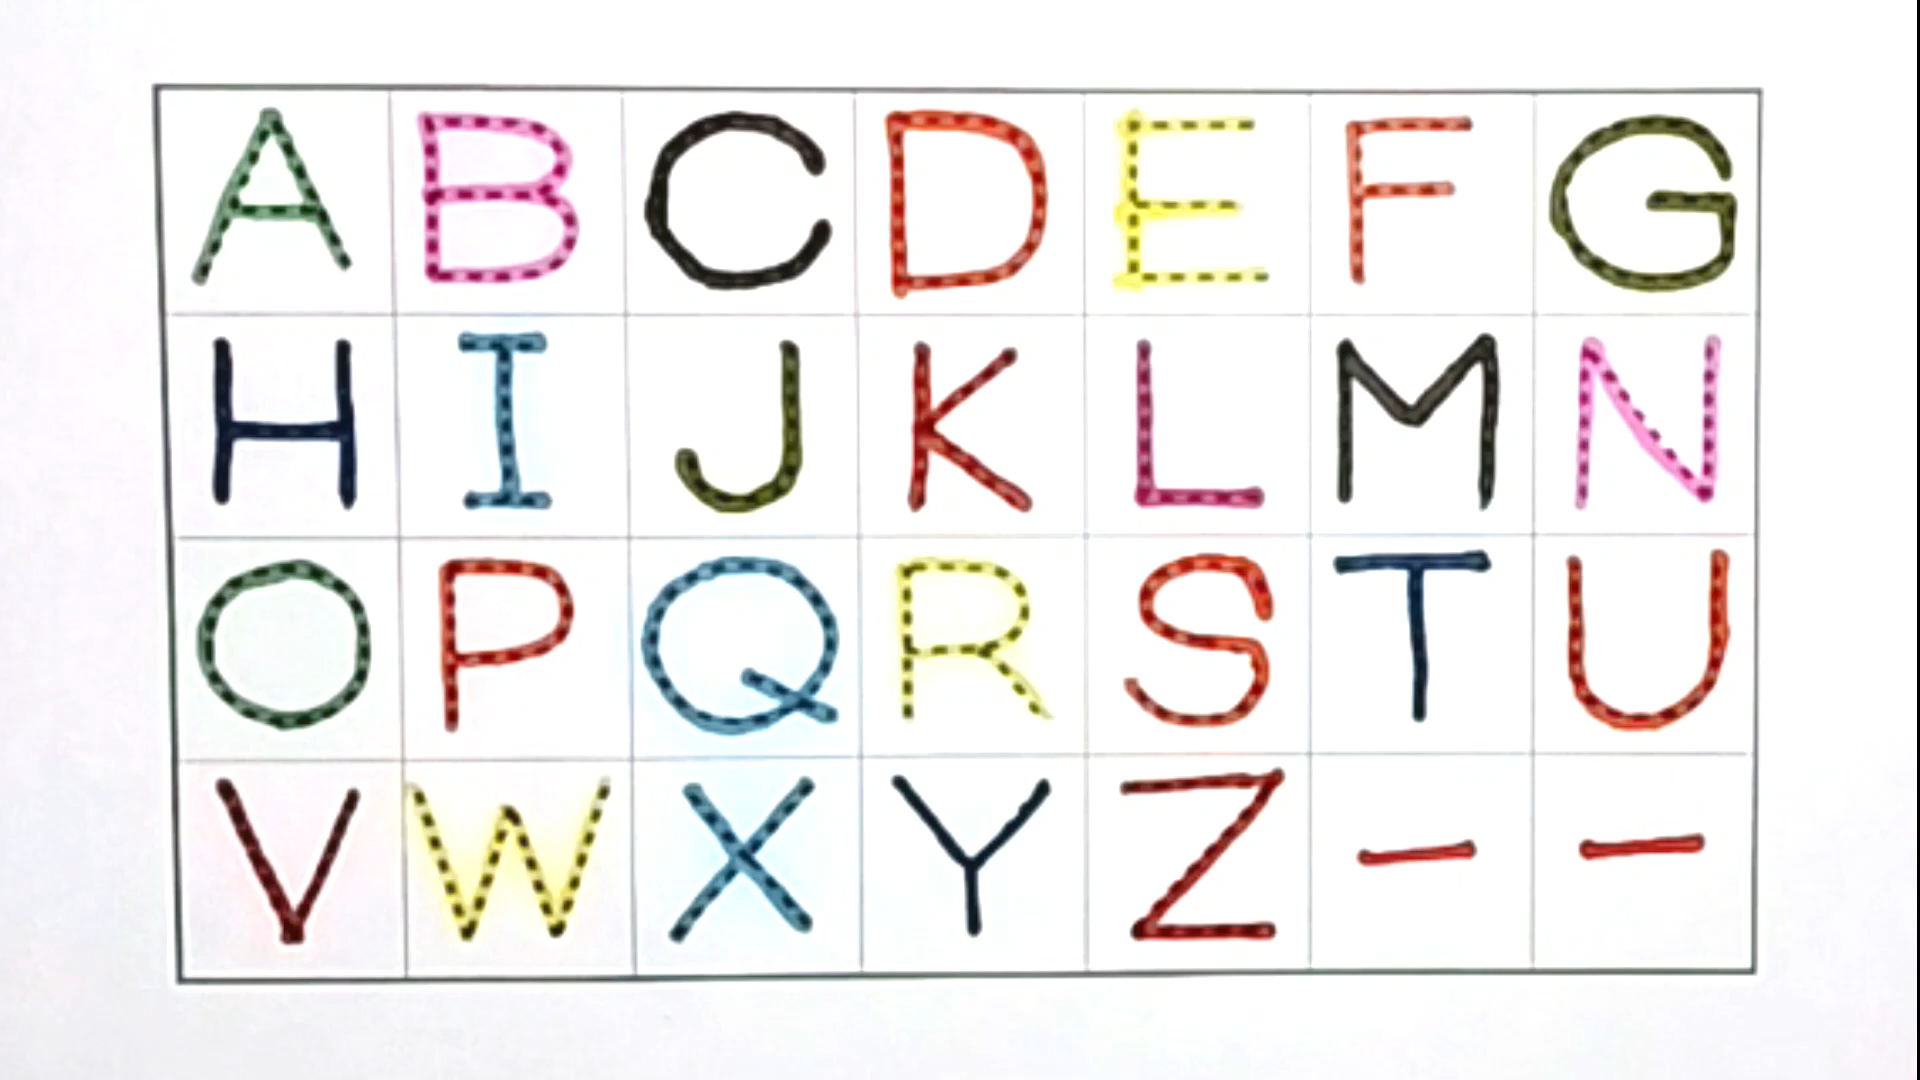 A B C D E F G
H I J K L M N
O P Q R S T U
V W X Y Z – –